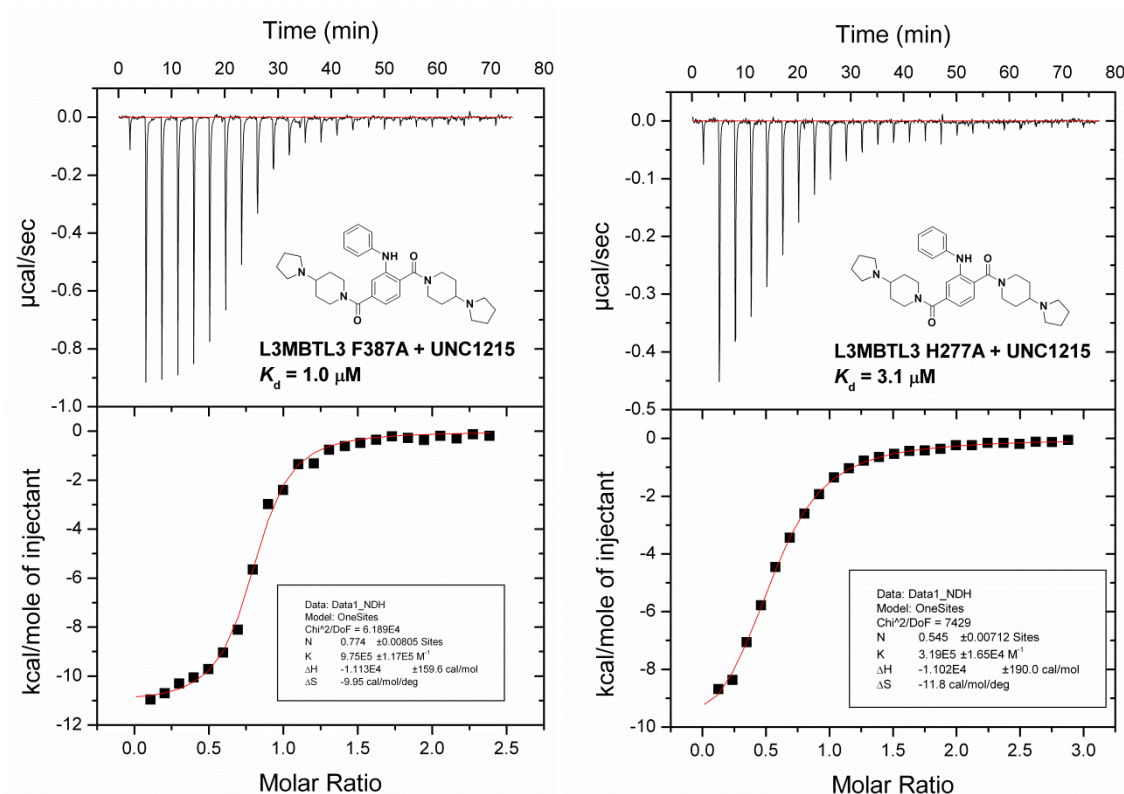 Time (min)
0 10 20 30 40 50 60 70 80
0.0
-0.2
-0.4
-0.6
-0.8
-1.0
µcal/sec
NH
O
N
N
N
N
O
L3MBTL3 F387A + UNC1215
Kd = 1.0 µM
0
-2
-4
-6
-8
-10
-12
kcal/mole of injectant
Data: Data1_NDH
Model: OneSites
Chi^2/DoF = 6.189E4
N 0.774 ±0.00805 Sites
K 9.75E5 ±1.17E5 M⁻¹
ΔH -1.113E4 ±159.6 cal/mol
ΔS -9.95 cal/mol/deg
0.0 0.5 1.0 1.5 2.0 2.5
Molar Ratio
Time (min)
0 10 20 30 40 50 60 70 80
0.0
-0.1
-0.2
-0.3
-0.4
-0.5
µcal/sec
NH
O
N
N
N
N
O
L3MBTL3 H277A + UNC1215
Kd = 3.1 µM
0
-2
-4
-6
-8
-10
kcal/mole of injectant
Data: Data1_NDH
Model: OneSites
Chi^2/DoF = 7429
N 0.545 ±0.00712 Sites
K 3.19E5 ±1.65E4 M⁻¹
ΔH -1.102E4 ±190.0 cal/mol
ΔS -11.8 cal/mol/deg
0.0 0.5 1.0 1.5 2.0 2.5 3.0
Molar Ratio